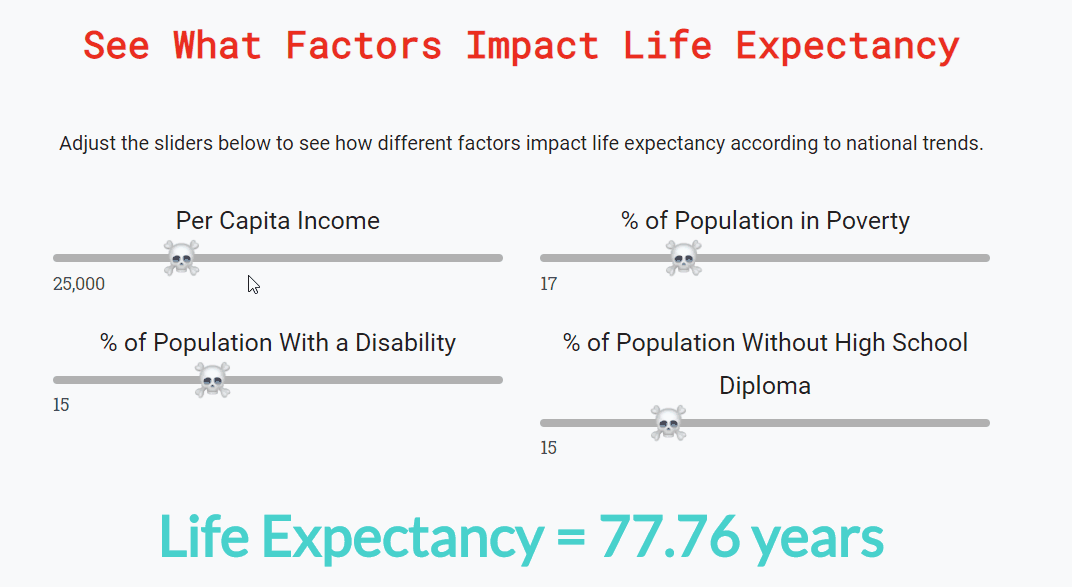 See What Factors Impact Life Expectancy
Adjust the sliders below to see how different factors impact life expectancy according to national trends.
Per Capita Income
25,000
% of Population in Poverty
17
% of Population With a Disability
15
% of Population Without High School
Diploma
15
Life Expectancy = 77.76 years